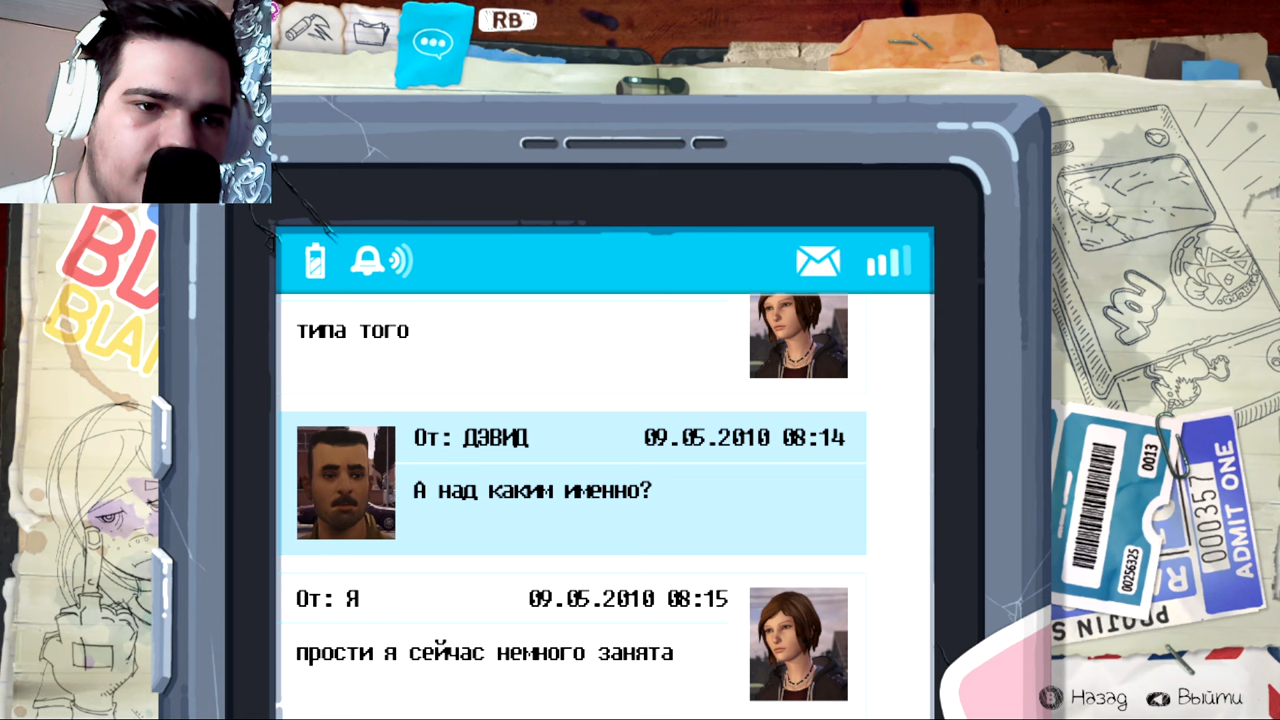 RB
типа того
От: ДЭВИД 09.05.2010 08:14
А над каким именно?
От: Я 09.05.2010 08:15
прости я сейчас немного занята
0013
00256325
000357
ADMIT ONE
Назад
Выйти